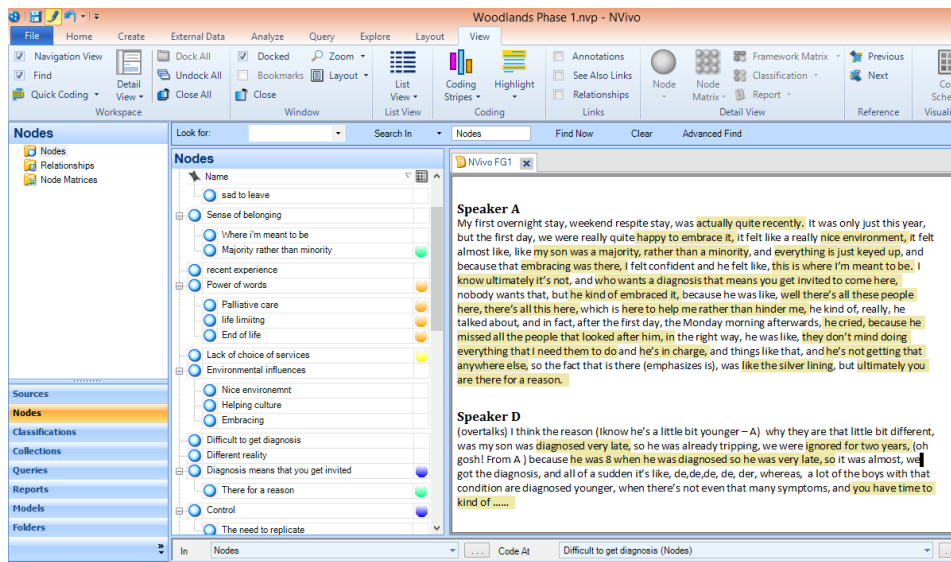 Woodlands Phase 1.nvp - NVivo
File Home Create External Data Analyze Query Explore Layout View
Navigation View
Find
Quick Coding
Detail View
Workspace
Dock All
Undock All
Close All
Docked
Bookmarks
Close
Zoom
Layout
Window
List View
List View
Coding Stripes
Highlight
Coding
Annotations
See Also Links
Relationships
Links
Node
Node Matrix
Framework Matrix
Classification
Report
Detail View
Previous
Next
Reference
Co
Sche
Visuali
Nodes
Look for: Search In Nodes Find Now Clear Advanced Find
Nodes
Relationships
Node Matrices
Sources
Nodes
Classifications
Collections
Queries
Reports
Models
Folders
Nodes
Name
sad to leave
Sense of belonging
Where i'm meant to be
Majority rather than minority
recent experience
Power of words
Palliative care
life limiitng
End of life
Lack of choice of services
Environmental influences
Nice environemnt
Helping culture
Embracing
Difficult to get diagnosis
Different reality
Diagnosis means that you get invited
There for a reason
Control
The need to replicate
NVivo FG1
Speaker A
My first overnight stay, weekend respite stay, was actually quite recently. It was only just this year,
but the first day, we were really quite happy to embrace it, it felt like a really nice environment, it felt
almost like, like my son was a majority, rather than a minority, and everything is just keyed up, and
because that embracing was there, I felt confident and he felt like, this is where I'm meant to be. I
know ultimately it's not, and who wants a diagnosis that means you get invited to come here,
nobody wants that, but he kind of embraced it, because he was like, well there's all these people
here, there's all this here, which is here to help me rather than hinder me, he kind of, really, he
talked about, and in fact, after the first day, the Monday morning afterwards, he cried, because he
missed all the people that looked after him, in the right way, he was like, they don't mind doing
everything that I need them to do and he's in charge, and things like that, and he's not getting that
anywhere else, so the fact that is there (emphasizes is), was like the silver lining, but ultimately you
are there for a reason.
Speaker D
(overtalks) I think the reason (Iknow he's a little bit younger – A) why they are that little bit different,
was my son was diagnosed very late, so he was already tripping, we were ignored for two years, (oh
gosh! From A ) because he was 8 when he was diagnosed so he was very late, so it was almost, we
got the diagnosis, and all of a sudden it's like, de,de,de, de, der, whereas, a lot of the boys with that
condition are diagnosed younger, when there's not even that many symptoms, and you have time to
kind of ......
In Nodes ... Code At Difficult to get diagnosis (Nodes)